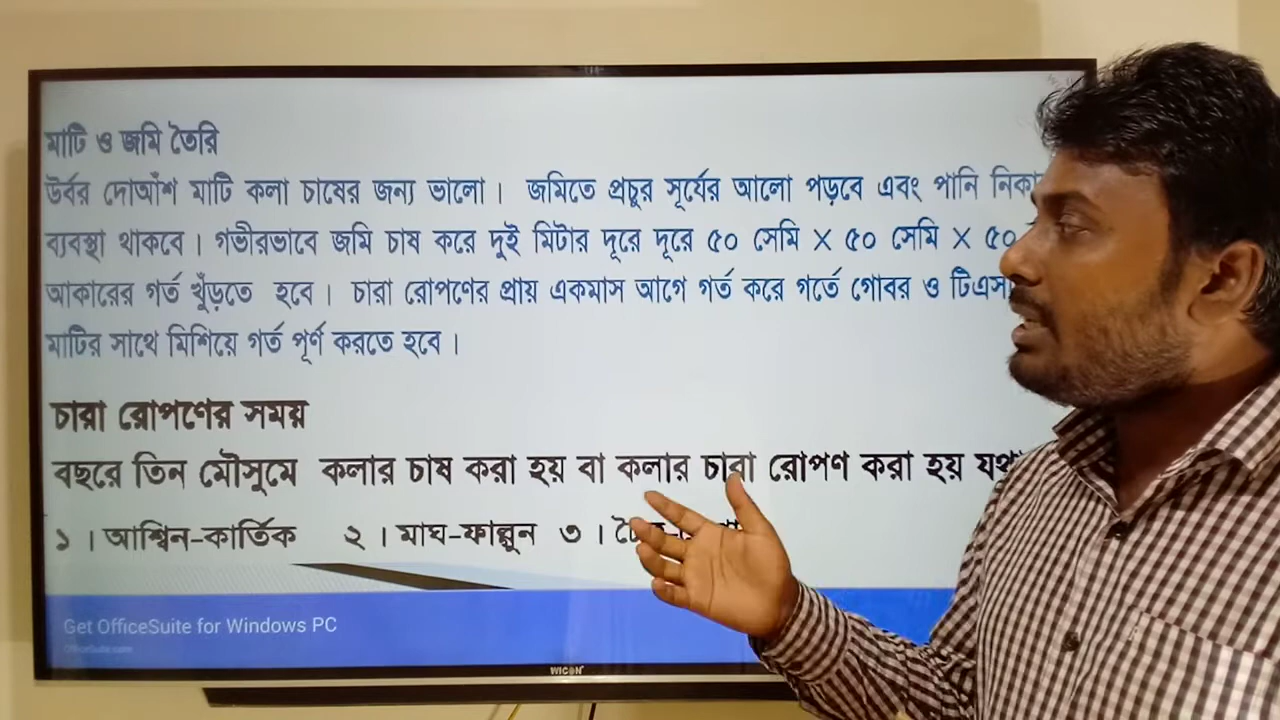 মাটি ও জমি তৈরি
উর্বর দোআঁশ মাটি কলা চাষের জন্য ভালো। জমিতে প্রচুর সূর্যের আলো পড়বে এবং পানি
ব্যবস্থা থাকবে। গভীরভাবে জমি চাষ করে দুই মিটার দূরে দূরে ৫০ সেমি X ৫০ সেমি X ৫০
আকারের গর্ত খুঁড়তে হবে। চারা রোপণের প্রায় একমাস আগে গর্ত করে গর্তে গোবর ও
মাটির সাথে মিশিয়ে গর্ত পূর্ণ করতে হবে।
চারা রোপণের সময়
বছরে তিন মৌসুমে কলার চাষ করা হয় বা কলার চারা রোপণ করা হয়
১। আশ্বিন-কার্তিক ২। মাঘ-ফাল্গুন ৩।
Get OfficeSuite for Windows PC
OfficeSuite.com
WICON